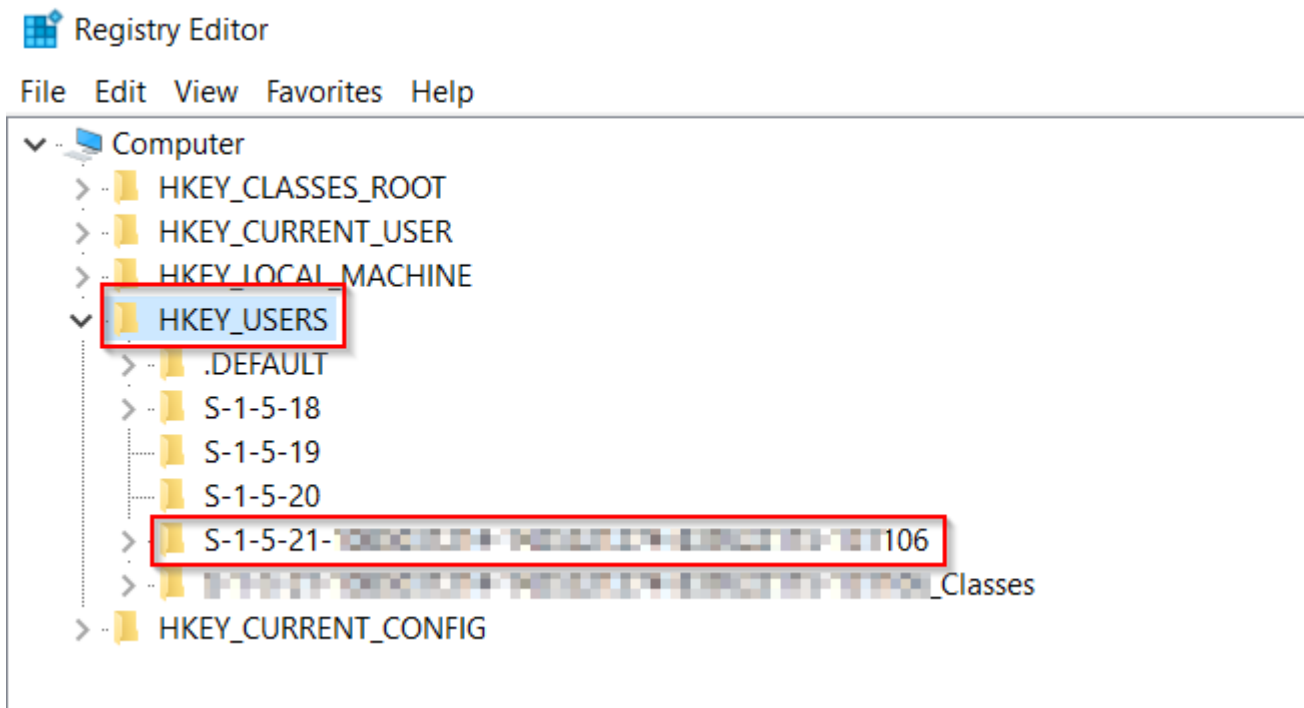 Registry Editor
File Edit View Favorites Help
Computer
HKEY_CLASSES_ROOT
HKEY_CURRENT_USER
HKEY_LOCAL_MACHINE
HKEY_USERS
.DEFAULT
S-1-5-18
S-1-5-19
S-1-5-20
S-1-5-21- 106
_Classes
HKEY_CURRENT_CONFIG